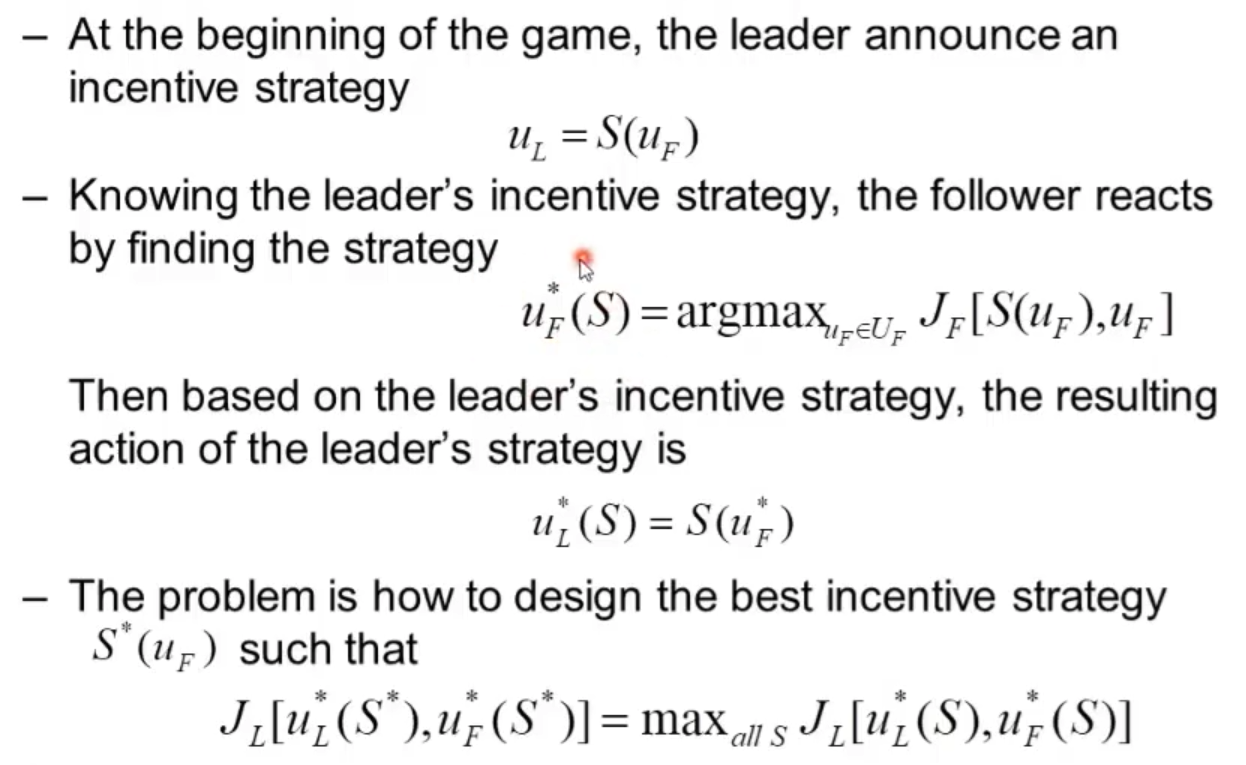 – At the beginning of the game, the leader announce an
incentive strategy
u_L = S(u_F)
– Knowing the leader's incentive strategy, the follower reacts
by finding the strategy
u_F^*(S) = argmax_{u_F∈U_F} J_F[S(u_F),u_F]
Then based on the leader's incentive strategy, the resulting
action of the leader's strategy is
u_L^*(S) = S(u_F^*)
– The problem is how to design the best incentive strategy
S^*(u_F) such that
J_L[u_L^*(S^*),u_F^*(S^*)] = max_{all S} J_L[u_L^*(S),u_F^*(S)]